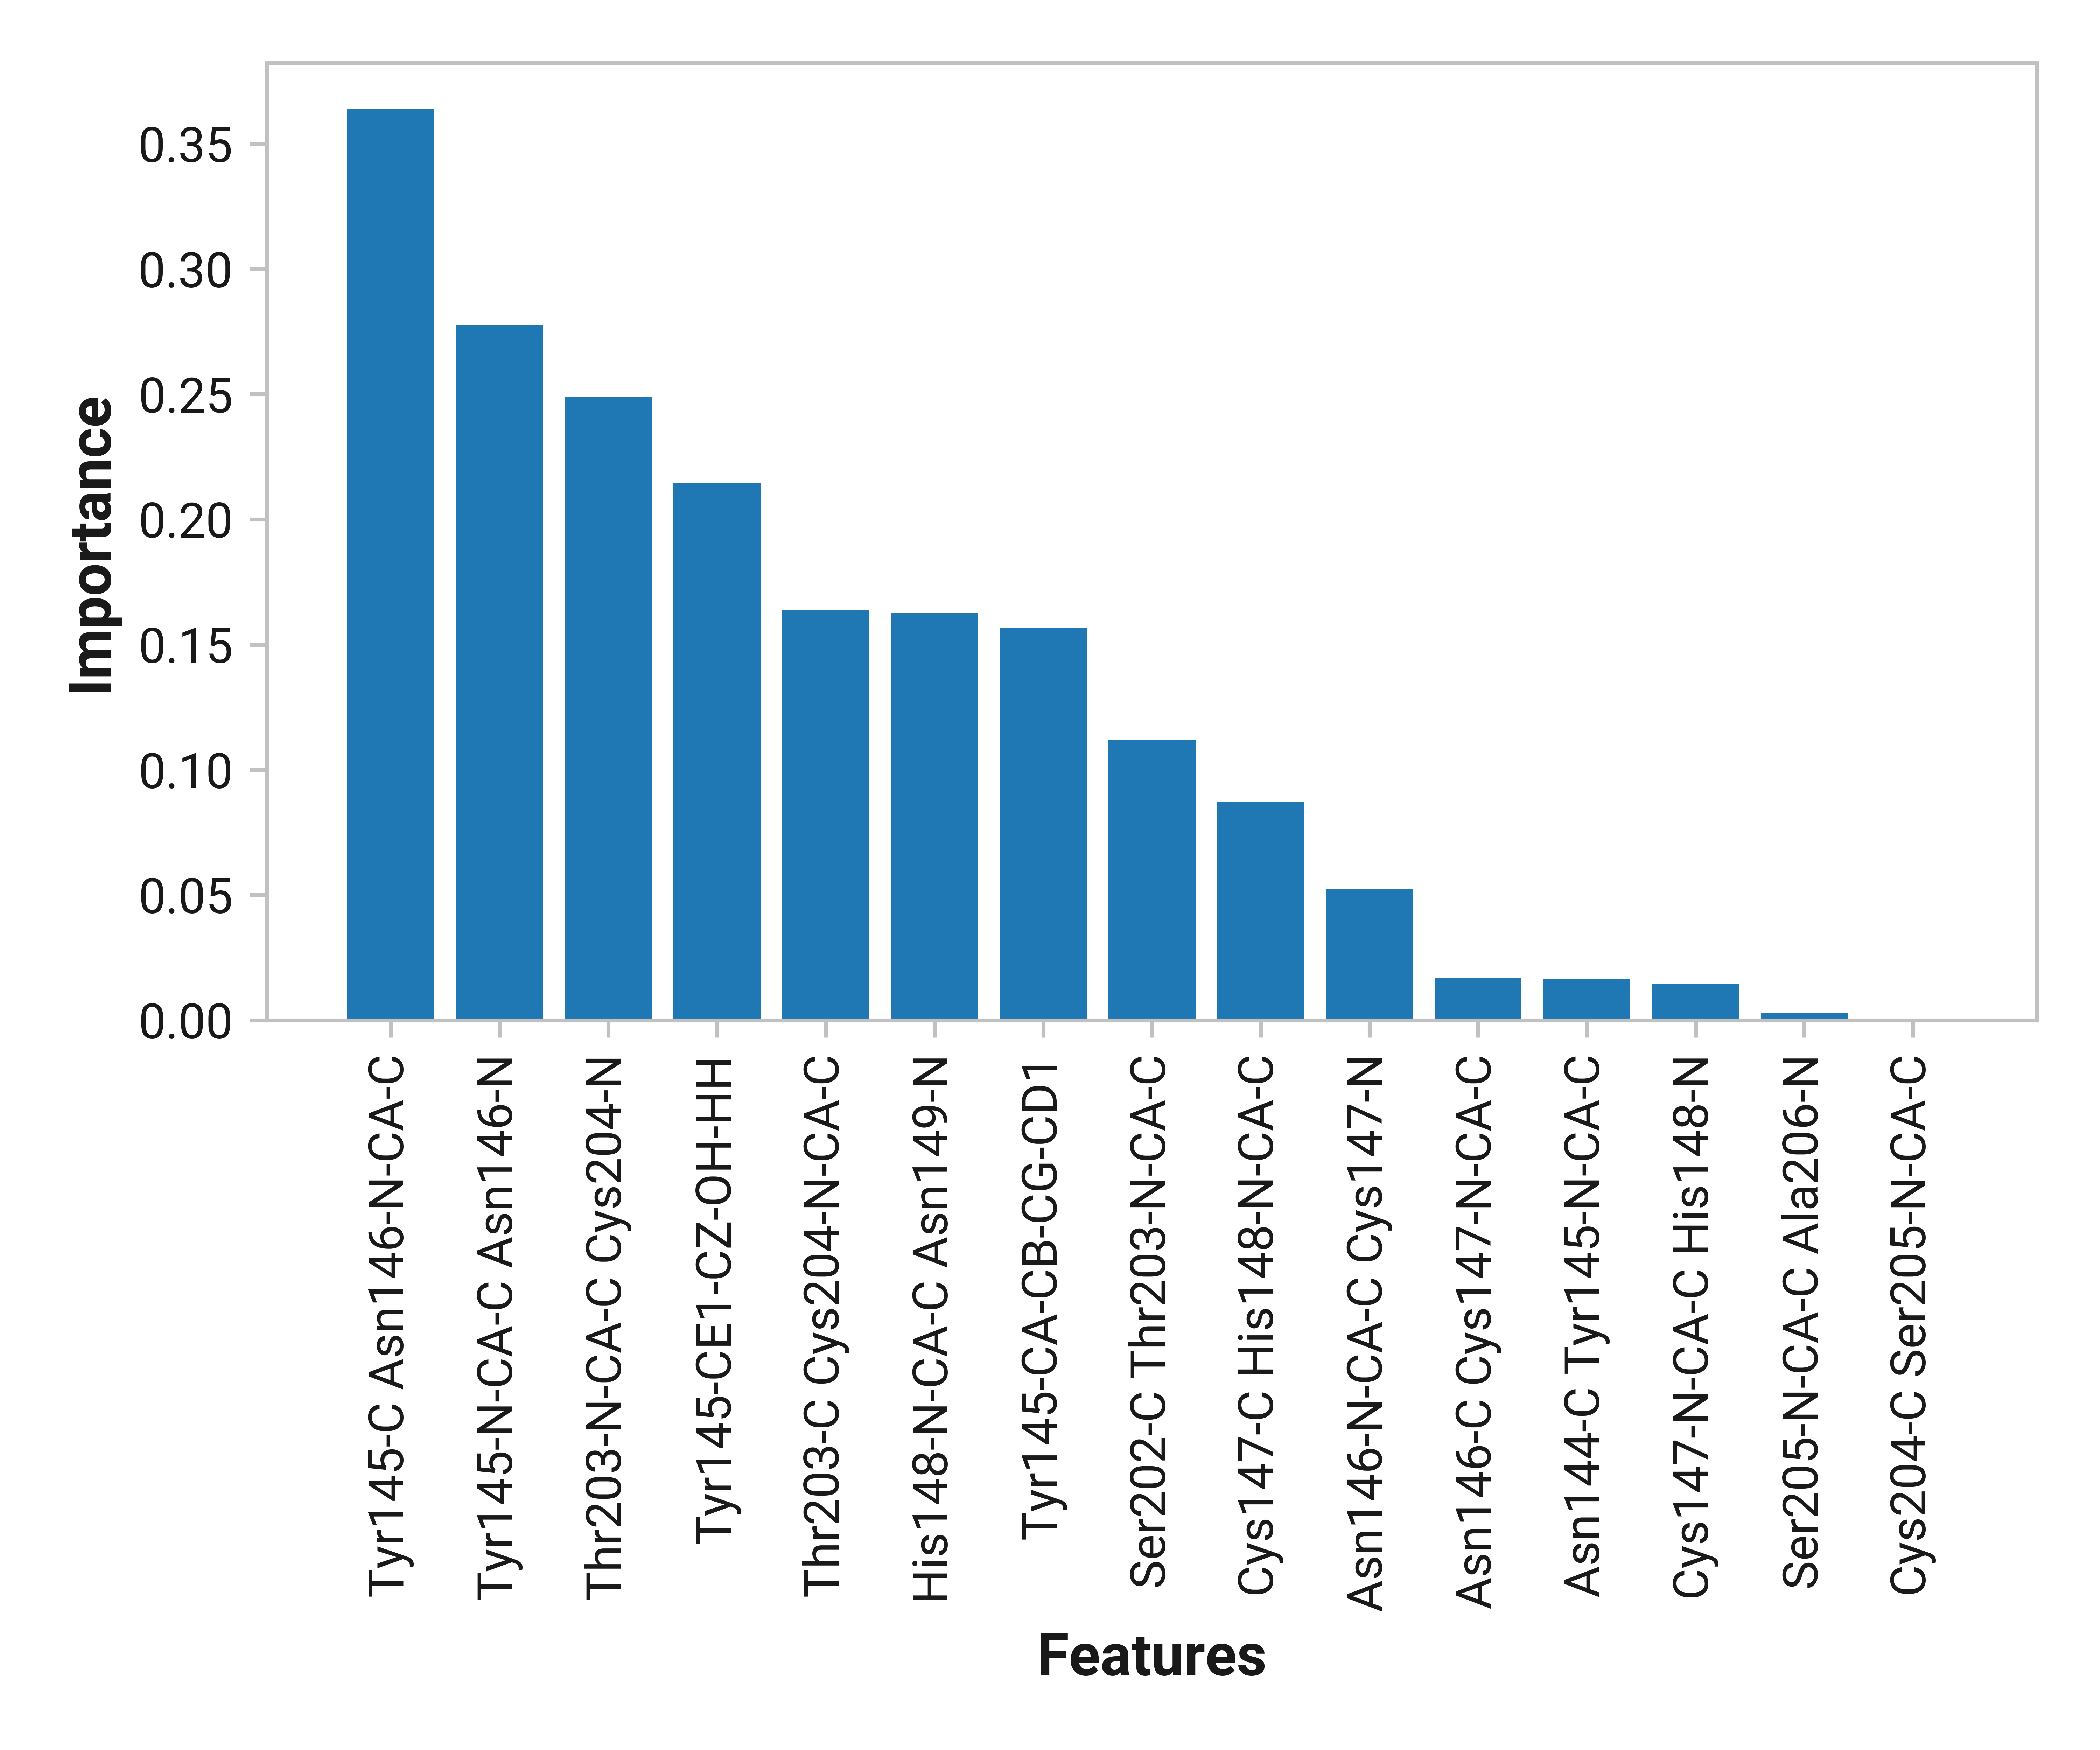 Importance
0.35
0.30
0.25
0.20
0.15
0.10
0.05
0.00
Tyr145-C Asn146-N-CA-C
Tyr145-N-CA-C Asn146-N
Thr203-N-CA-C Cys204-N
Tyr145-CE1-CZ-OH-HH
Thr203-C Cys204-N-CA-C
His148-N-CA-C Asn149-N
Tyr145-CA-CB-CG-CD1
Ser202-C Thr203-N-CA-C
Cys147-C His148-N-CA-C
Asn146-N-CA-C Cys147-N
Asn146-C Cys147-N-CA-C
Asn144-C Tyr145-N-CA-C
Cys147-N-CA-C His148-N
Ser205-N-CA-C Ala206-N
Cys204-C Ser205-N-CA-C
Features